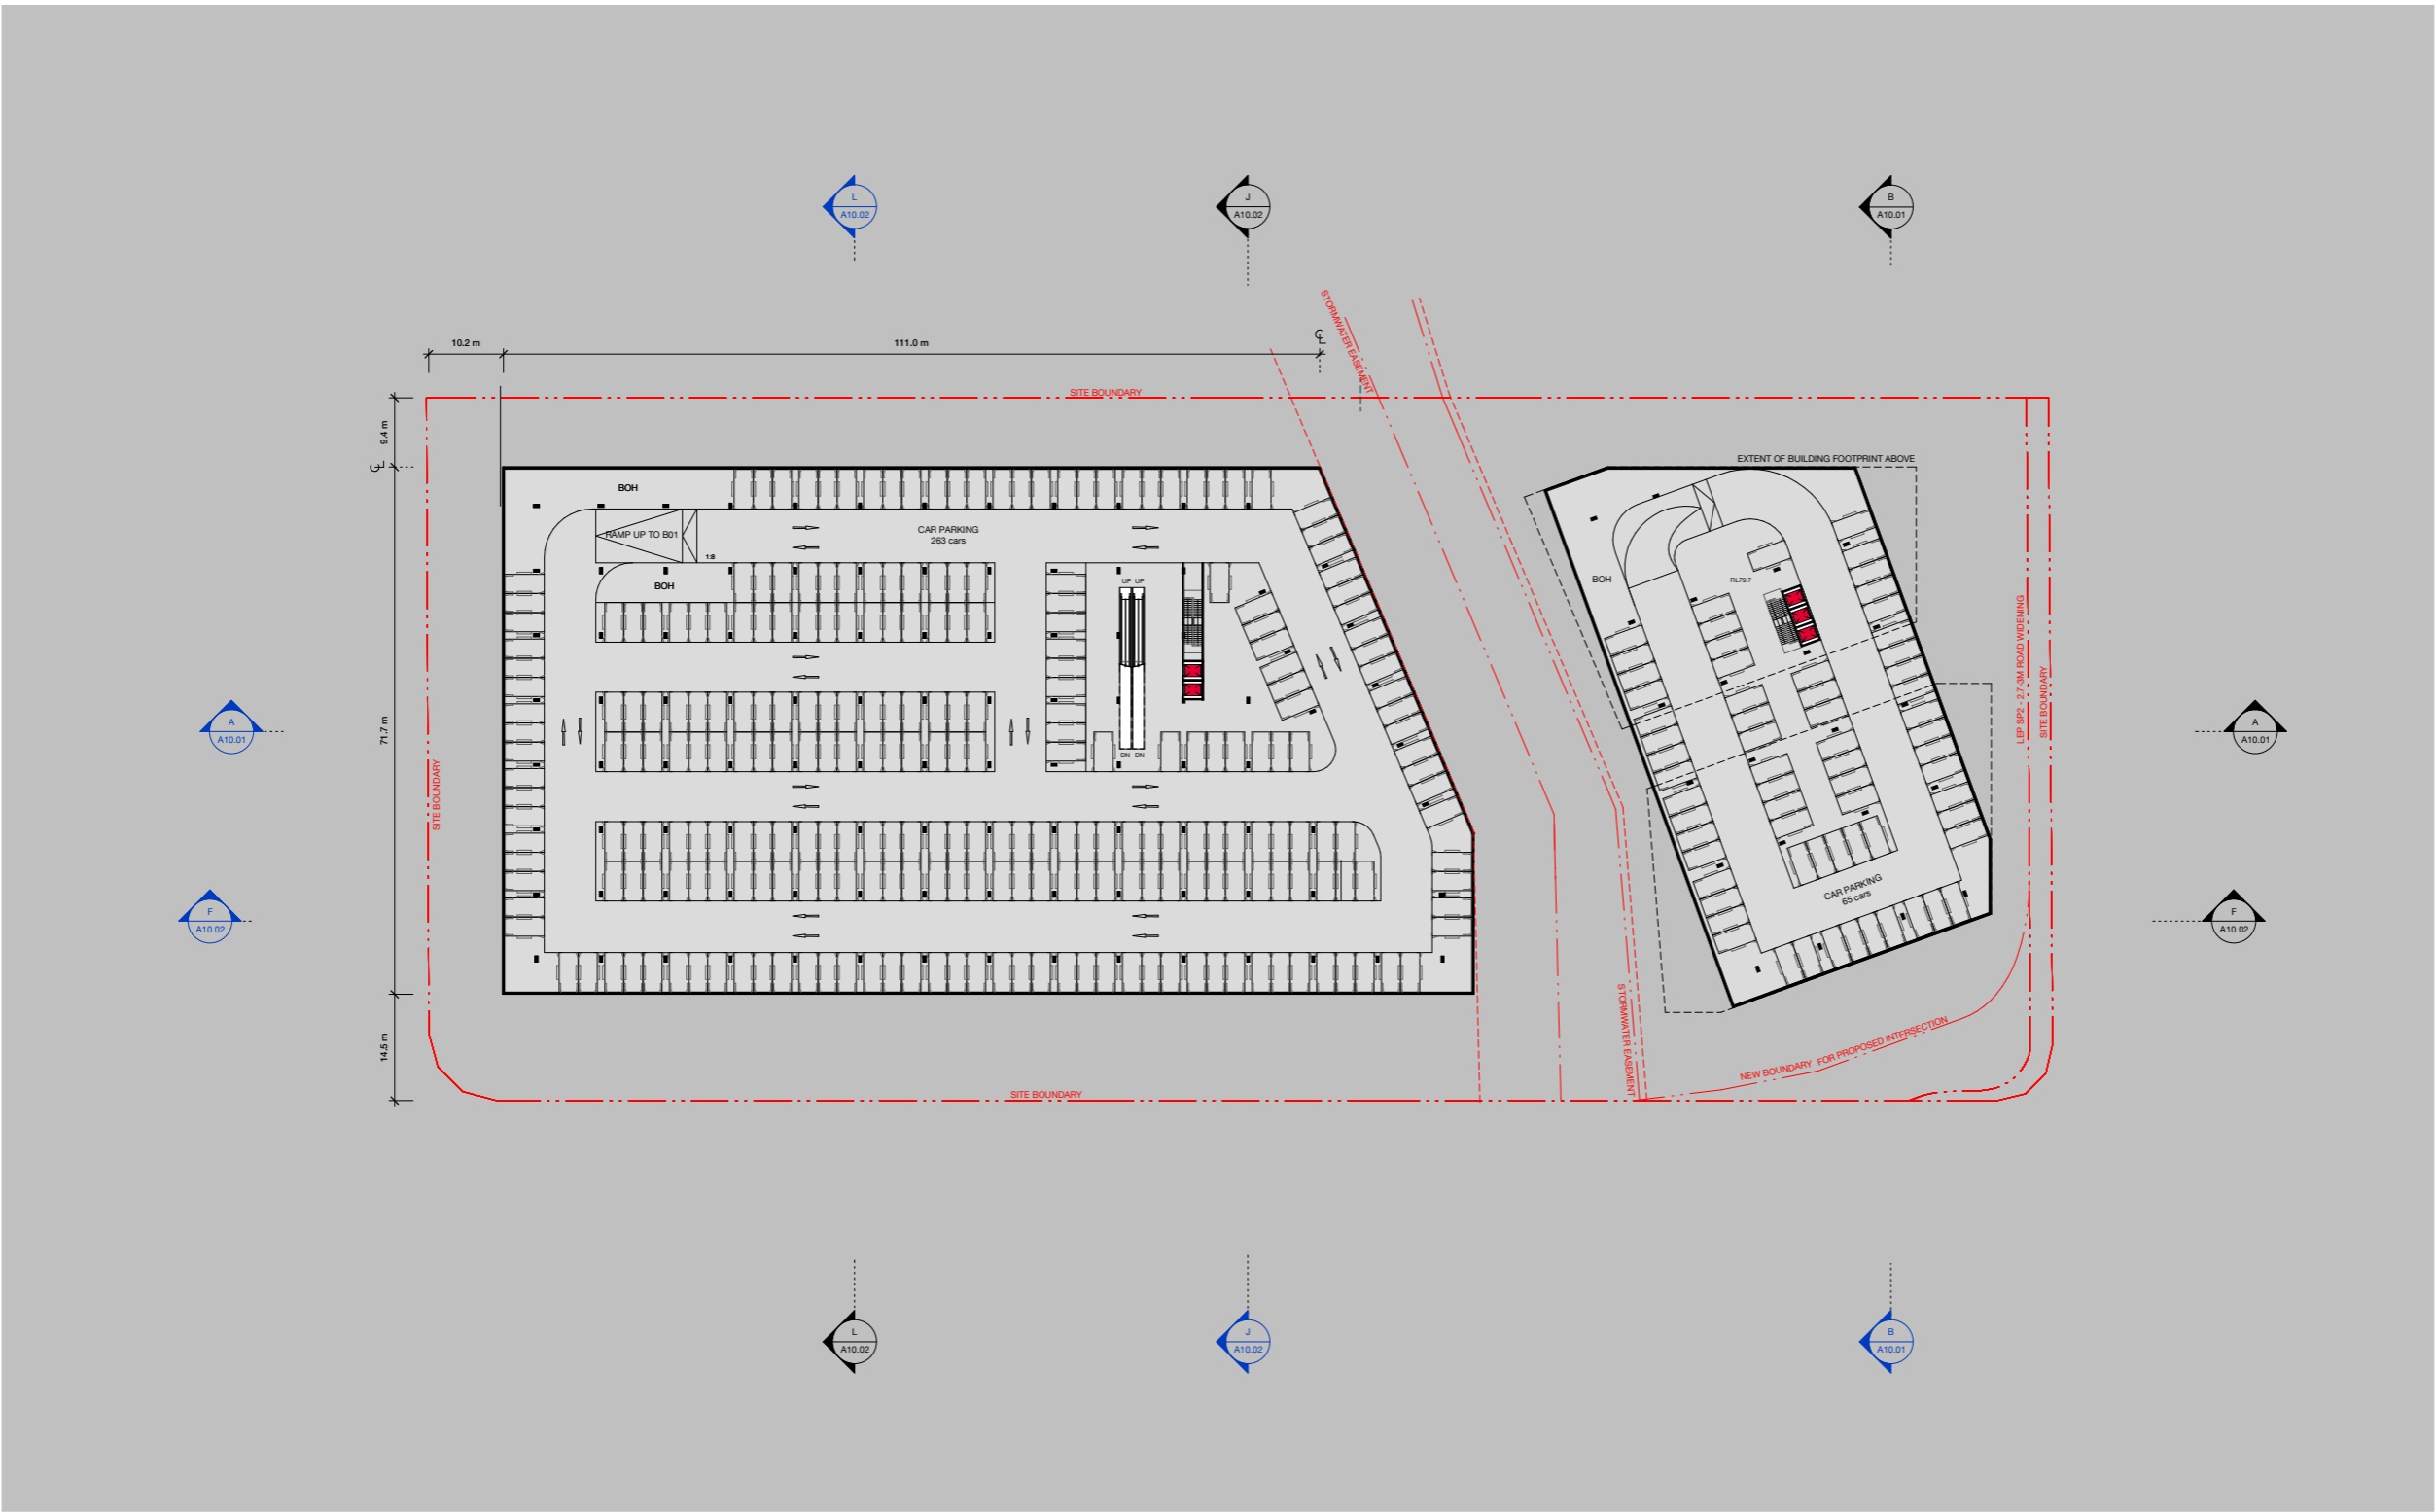 L
A10.02
J
A10.02
B
A10.01
STORMWATER EASEMENT
10.2 m
111.0 m
SITE BOUNDARY
9.4 m
EXTENT OF BUILDING FOOTPRINT ABOVE
BOH
CAR PARKING
263 cars
RAMP UP TO B01
1:8
BOH
UP UP
BOH
RL79.7
LEP SP2 - 2.7-3M ROAD WIDENING
SITE BOUNDARY
A
A10.01
71.7 m
SITE BOUNDARY
DN DN
A
A10.01
CAR PARKING
65 cars
F
A10.02
F
A10.02
14.5 m
STORMWATER EASEMENT
NEW BOUNDARY FOR PROPOSED INTERSECTION
SITE BOUNDARY
L
A10.02
J
A10.02
B
A10.01